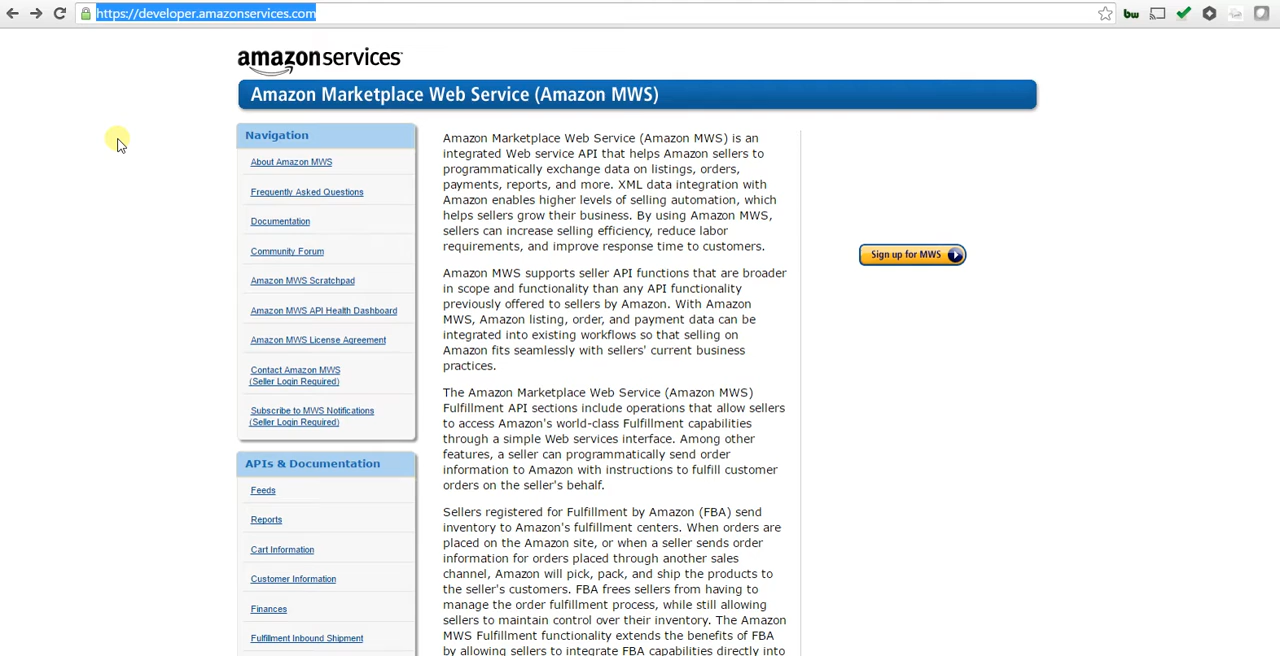 https://developer.amazonservices.com
bw
amazonservices
Amazon Marketplace Web Service (Amazon MWS)
Navigation
About Amazon MWS
Frequently Asked Questions
Documentation
Community Forum
Amazon MWS Scratchpad
Amazon MWS API Health Dashboard
Amazon MWS License Agreement
Contact Amazon MWS
(Seller Login Required)
Subscribe to MWS Notifications
(Seller Login Required)
APIs & Documentation
Feeds
Reports
Cart Information
Customer Information
Finances
Fulfillment Inbound Shipment
Amazon Marketplace Web Service (Amazon MWS) is an
integrated Web service API that helps Amazon sellers to
programmatically exchange data on listings, orders,
payments, reports, and more. XML data integration with
Amazon enables higher levels of selling automation, which
helps sellers grow their business. By using Amazon MWS,
sellers can increase selling efficiency, reduce labor
requirements, and improve response time to customers.
Amazon MWS supports seller API functions that are broader
in scope and functionality than any API functionality
previously offered to sellers by Amazon. With Amazon
MWS, Amazon listing, order, and payment data can be
integrated into existing workflows so that selling on
Amazon fits seamlessly with sellers' current business
practices.
The Amazon Marketplace Web Service (Amazon MWS)
Fulfillment API sections include operations that allow sellers
to access Amazon's world-class Fulfillment capabilities
through a simple Web services interface. Among other
features, a seller can programmatically send order
information to Amazon with instructions to fulfill customer
orders on the seller's behalf.
Sellers registered for Fulfillment by Amazon (FBA) send
inventory to Amazon's fulfillment centers. When orders are
placed on the Amazon site, or when a seller sends order
information for orders placed through another sales
channel, Amazon will pick, pack, and ship the products to
the seller's customers. FBA frees sellers from having to
manage the order fulfillment process, while still allowing
sellers to maintain control over their inventory. The Amazon
MWS Fulfillment functionality extends the benefits of FBA
by allowing sellers to integrate FBA capabilities directly into
Sign up for MWS